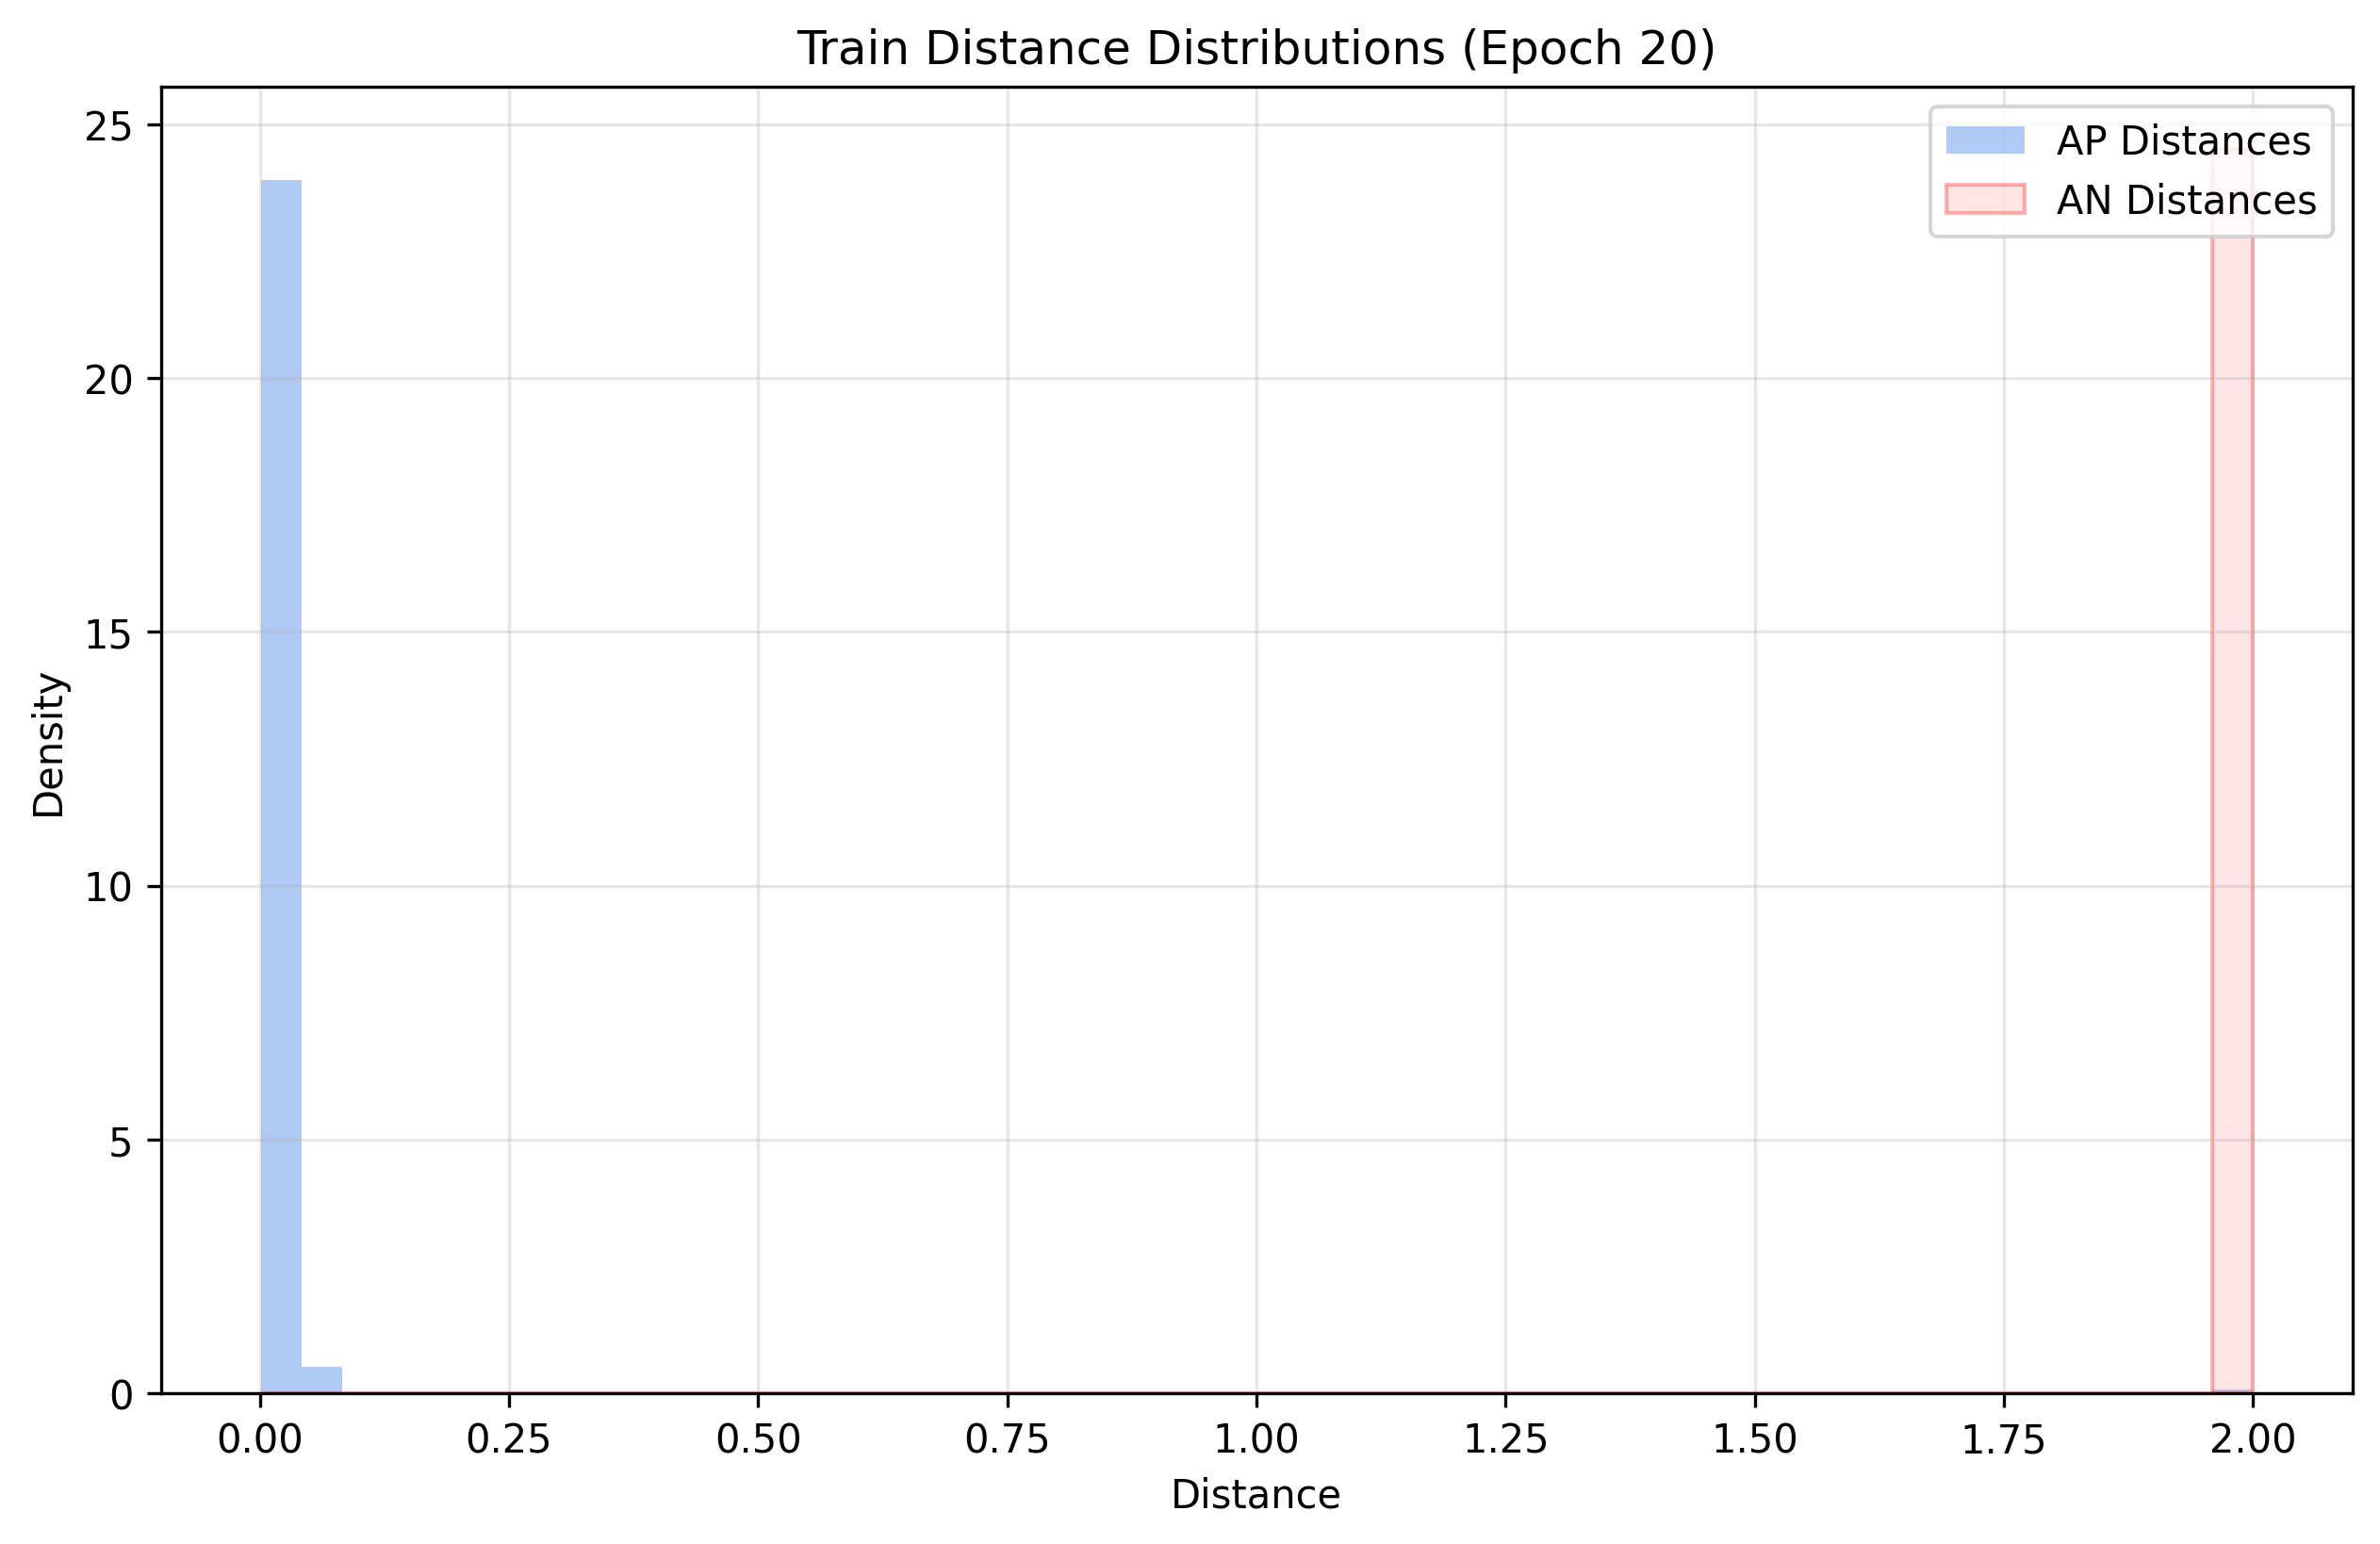 Train Distance Distributions (Epoch 20)
AP Distances
AN Distances
25
20
15
10
5
0
Density
0.00 0.25 0.50 0.75 1.00 1.25 1.50 1.75 2.00
Distance